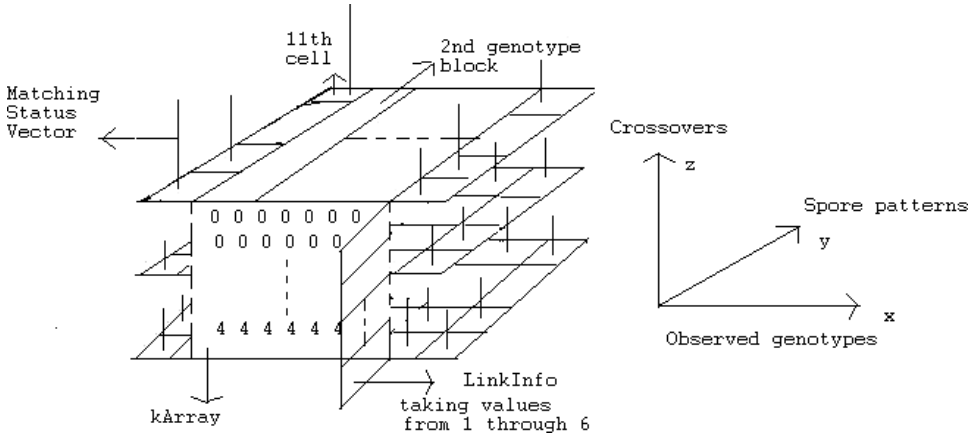 11th
cell
2nd genotype
block
Matching
Status
Vector
Crossovers
z
Spore patterns
y
x
Observed genotypes
0 0 0 0 0 0 0
0 0 0 0 0 0
4 4 4 4 4 4
kArray
LinkInfo
taking values
from 1 through 6